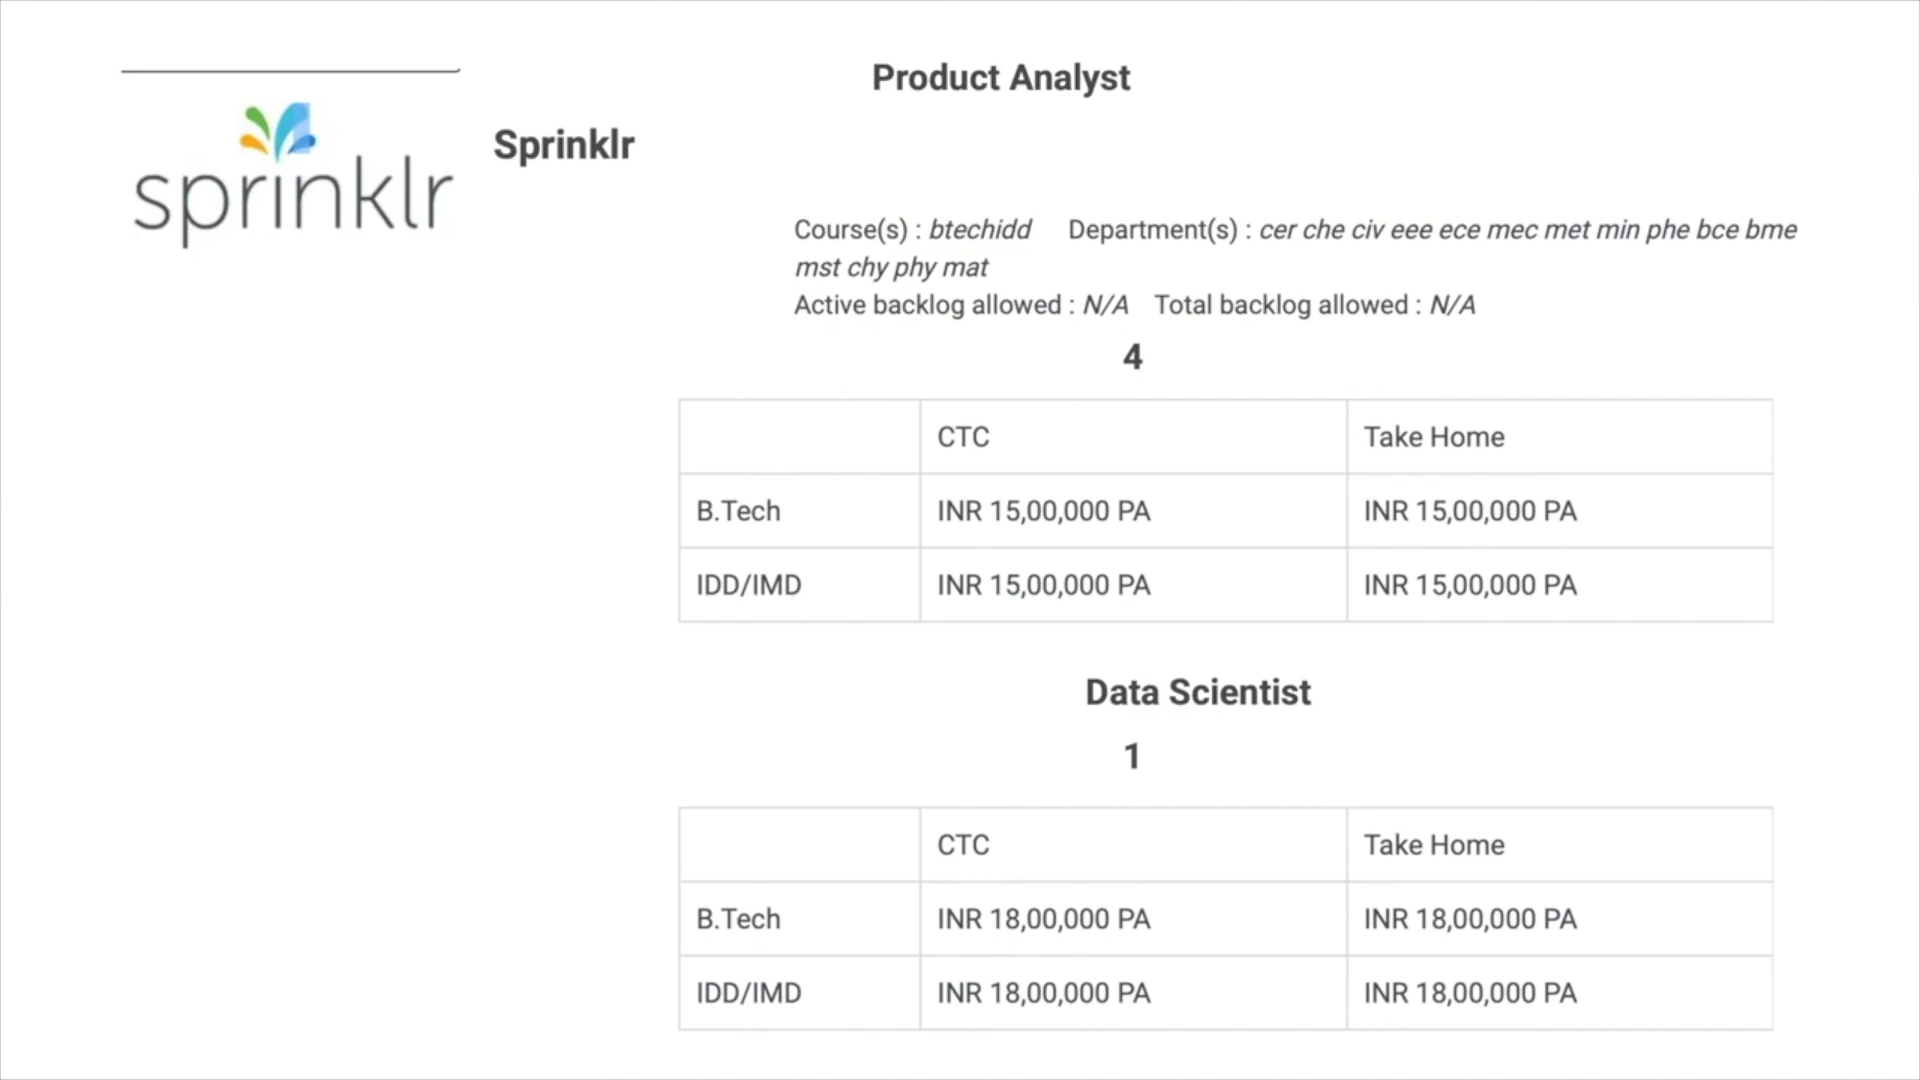 Product Analyst
sprinklr
Sprinklr
Course(s) : btechidd Department(s) : cer che civ eee ece mec met min phe bce bme
mst chy phy mat
Active backlog allowed : N/A Total backlog allowed : N/A
4
CTC Take Home
B.Tech INR 15,00,000 PA INR 15,00,000 PA
IDD/IMD INR 15,00,000 PA INR 15,00,000 PA
Data Scientist
1
CTC Take Home
B.Tech INR 18,00,000 PA INR 18,00,000 PA
IDD/IMD INR 18,00,000 PA INR 18,00,000 PA